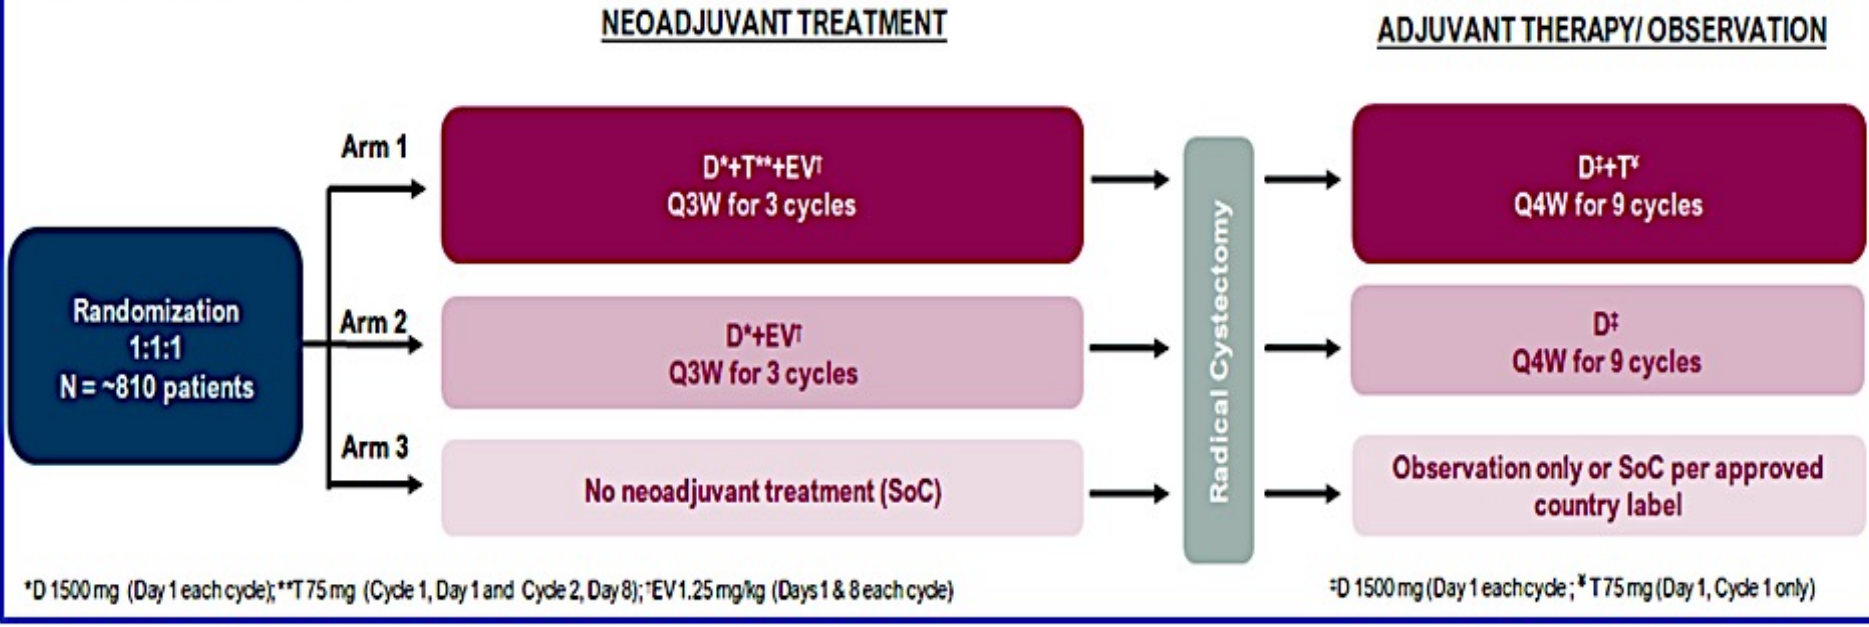 NEOADJUVANT TREATMENT
ADJUVANT THERAPY/ OBSERVATION
Randomization
1:1:1
N = ~810 patients
Arm 1
D*+T**+EV†
Q3W for 3 cycles
Arm 2
D*+EV†
Q3W for 3 cycles
Arm 3
No neoadjuvant treatment (SoC)
Radical Cystectomy
D‡+T¥
Q4W for 9 cycles
D‡
Q4W for 9 cycles
Observation only or SoC per approved
country label
*D 1500 mg (Day 1 each cycle); **T 75 mg (Cycle 1, Day 1 and Cycle 2, Day 8); †EV 1.25 mg/kg (Days 1 & 8 each cycle)
‡D 1500 mg (Day 1 each cycle ; ¥ T 75 mg (Day 1, Cycle 1 only)